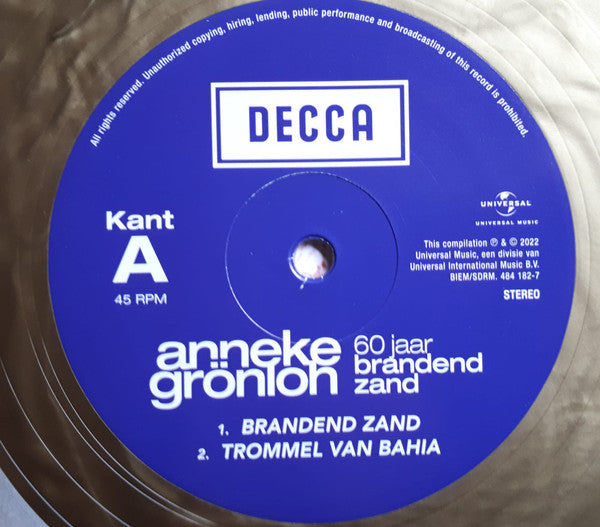 All rights reserved. Unauthorized copying, hiring, lending, public performance and broadcasting of this record is prohibited.
DECCA
Kant
A
45 RPM
UNIVERSAL
UNIVERSAL MUSIC
This compilation ℗ & © 2022
Universal Music, een divisie van
Universal International Music B.V.
BIEM/SDRM. 484 182-7
STEREO
anneke
grönloh
60 jaar
brandend
zand
1. BRANDEND ZAND
2. TROMMEL VAN BAHIA